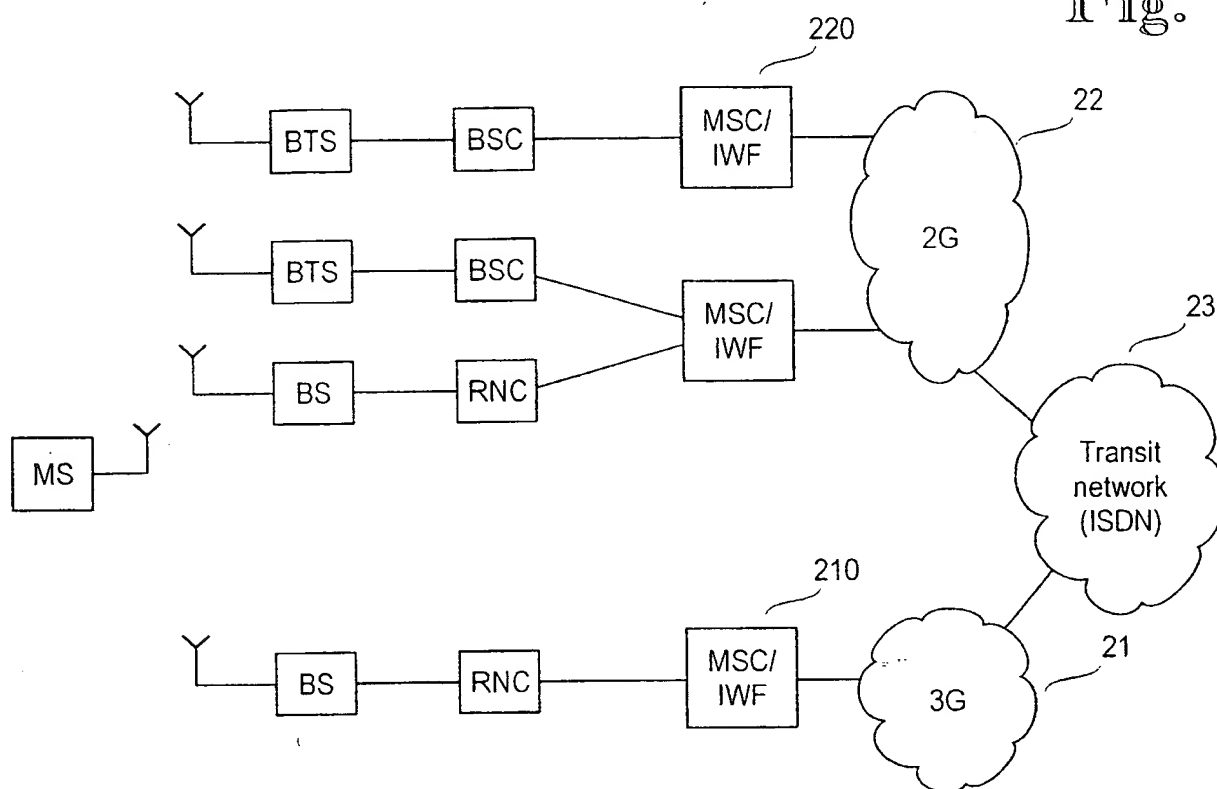 Fig.
220
22
BTS
BSC
MSC/
IWF
2G
BTS
BSC
MSC/
IWF
23
BS
RNC
MS
Transit
network
(ISDN)
210
21
BS
RNC
MSC/
IWF
3G